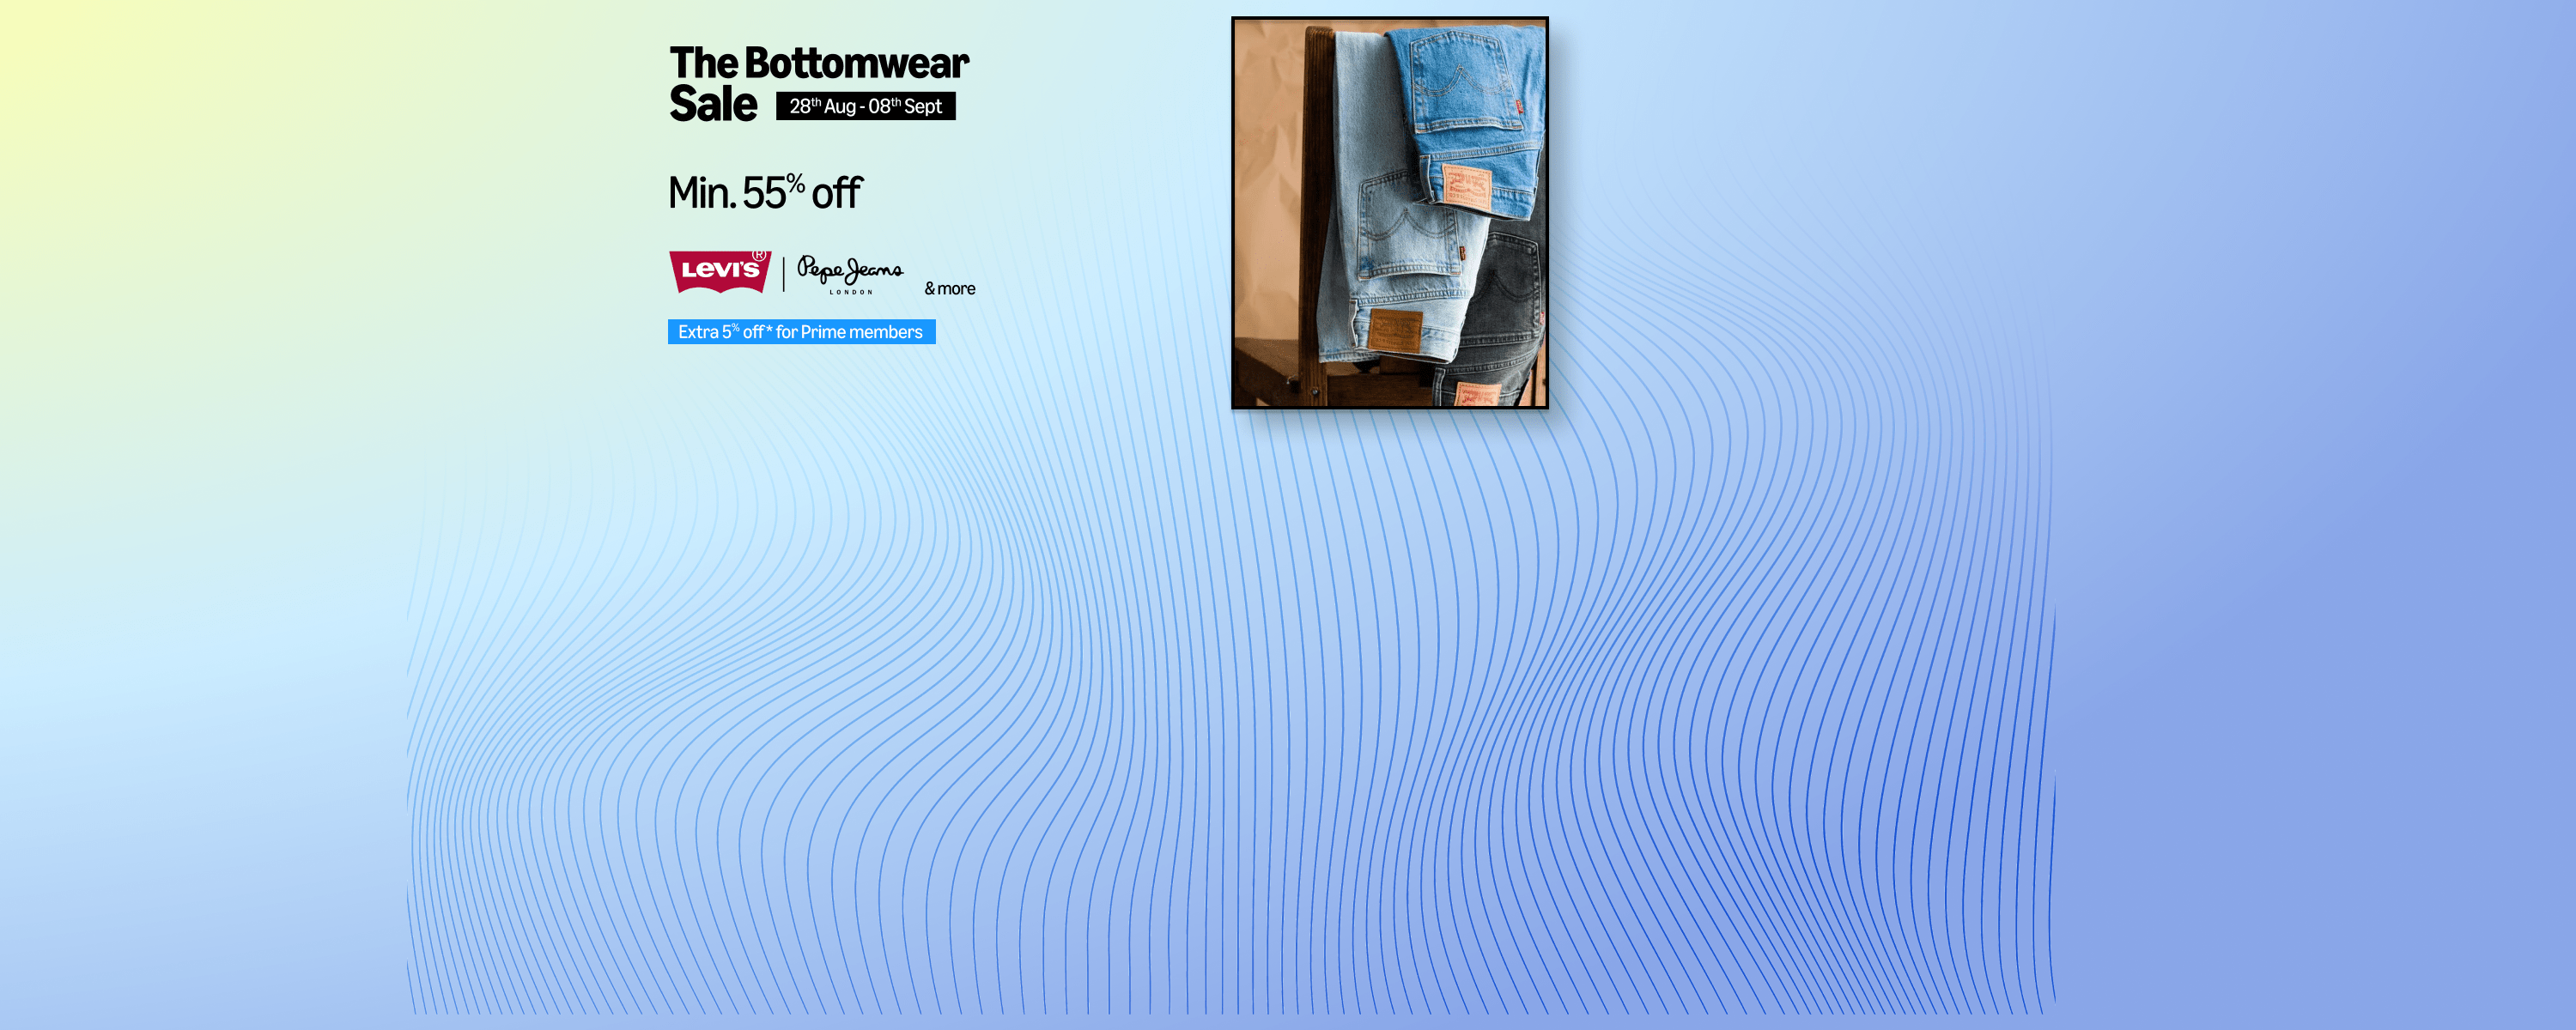 The Bottomwear
Sale 28th Aug - 08th Sept
Min. 55% off
LEVI'S® | Pepe Jeans
LONDON
& more
Extra 5% off* for Prime members